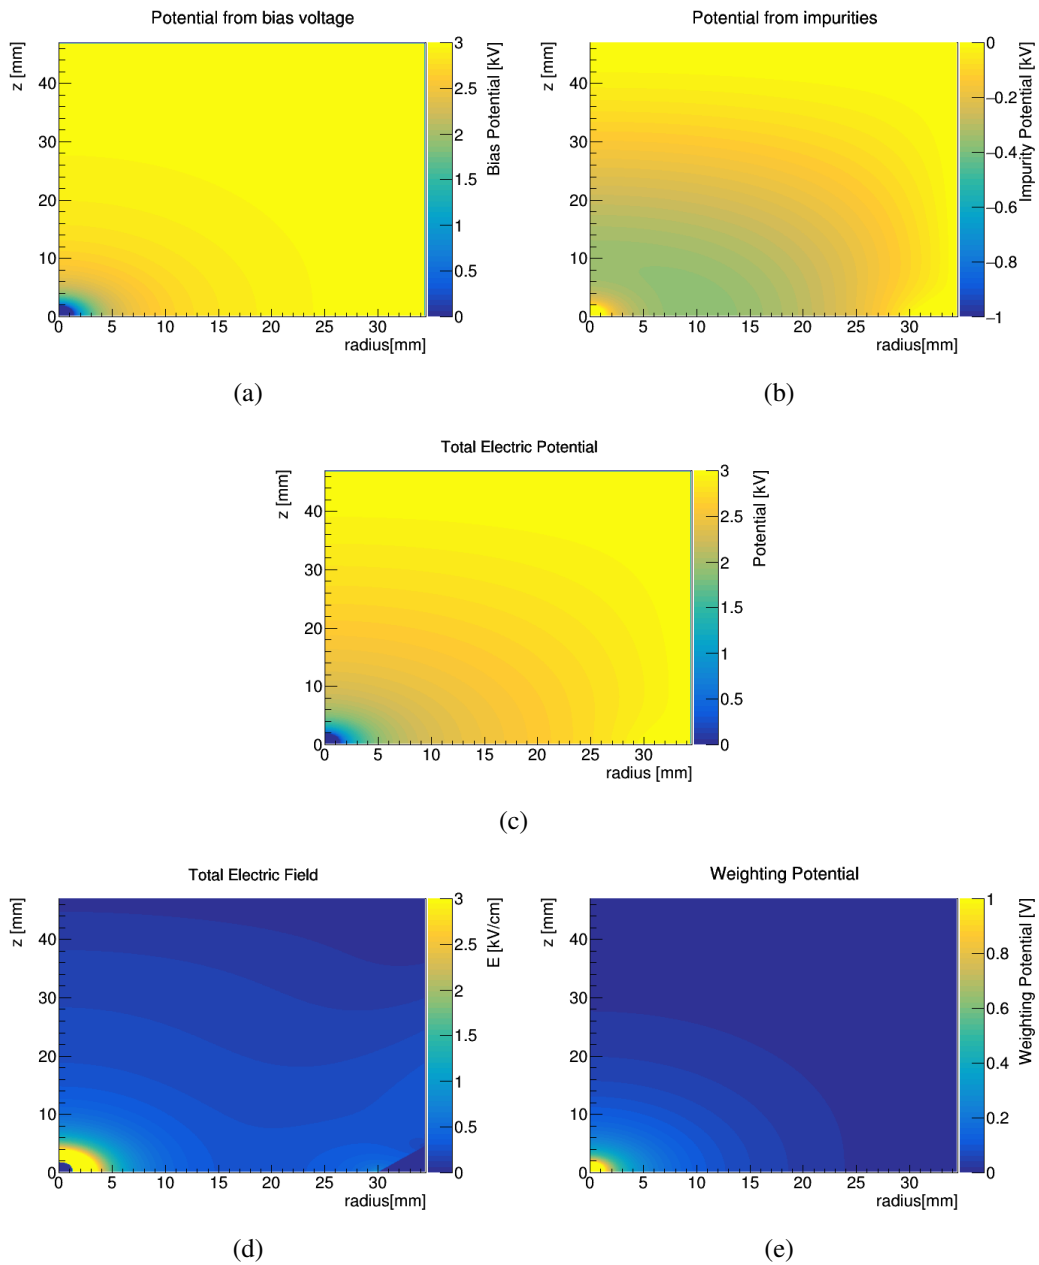 Potential from bias voltage
z [mm]
40
30
20
10
0
0 5 10 15 20 25 30
radius[mm]
3
2.5
2
1.5
1
0.5
0
Bias Potential [kV]
(a)
Potential from impurities
z [mm]
40
30
20
10
0
0 5 10 15 20 25 30
radius[mm]
0
−0.2
−0.4
−0.6
−0.8
−1
Impurity Potential [kV]
(b)
Total Electric Potential
z [mm]
40
30
20
10
0
0 5 10 15 20 25 30
radius [mm]
3
2.5
2
1.5
1
0.5
0
Potential [kV]
(c)
Total Electric Field
z [mm]
40
30
20
10
0
0 5 10 15 20 25 30
radius[mm]
3
2.5
2
1.5
1
0.5
0
E [kV/cm]
(d)
Weighting Potential
z [mm]
40
30
20
10
0
0 5 10 15 20 25 30
radius[mm]
1
0.8
0.6
0.4
0.2
0
Weighting Potential [V]
(e)